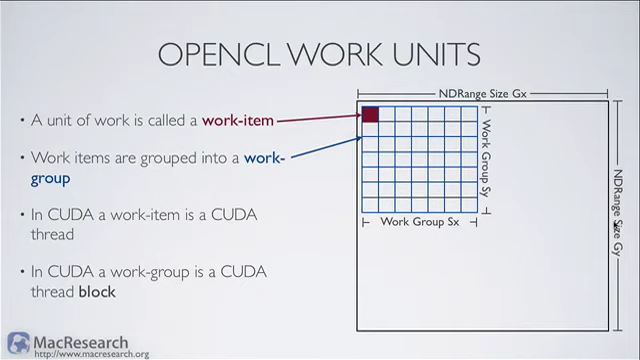 OPENCL WORK UNITS
NDRange Size Gx
• A unit of work is called a work-item
• Work items are grouped into a work-
group
• In CUDA a work-item is a CUDA
thread
• In CUDA a work-group is a CUDA
thread block
Work Group Sy
Work Group Sx
NDRange Size Gy
MacResearch
http://www.macresearch.org